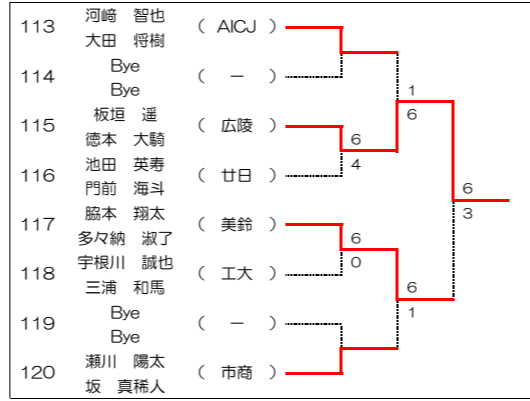 河﨑 智也
113 ( AICJ )
大田 将樹
Bye
114 ( ー )
Bye
1
板垣 遥
6
115 ( 広陵 )
徳本 大騎
6
池田 英寿
4
116 ( 廿日 )
門前 海斗
6
脇本 翔太
3
117 ( 美鈴 )
多々納 淑了
6
宇根川 誠也
0
118 ( 工大 )
三浦 和馬
6
Bye
1
119 ( ー )
Bye
瀬川 陽太
120 ( 市商 )
坂 真稀人